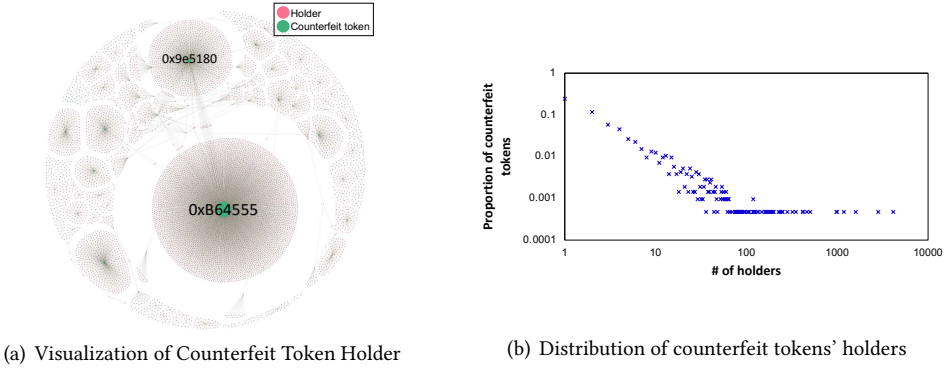 Holder
Counterfeit token
0x9e5180
0xB64555
(a) Visualization of Counterfeit Token Holder
1
0.1
0.01
0.001
0.0001
Proportion of counterfeit
tokens
1 10 100 1000 10000
# of holders
(b) Distribution of counterfeit tokens’ holders